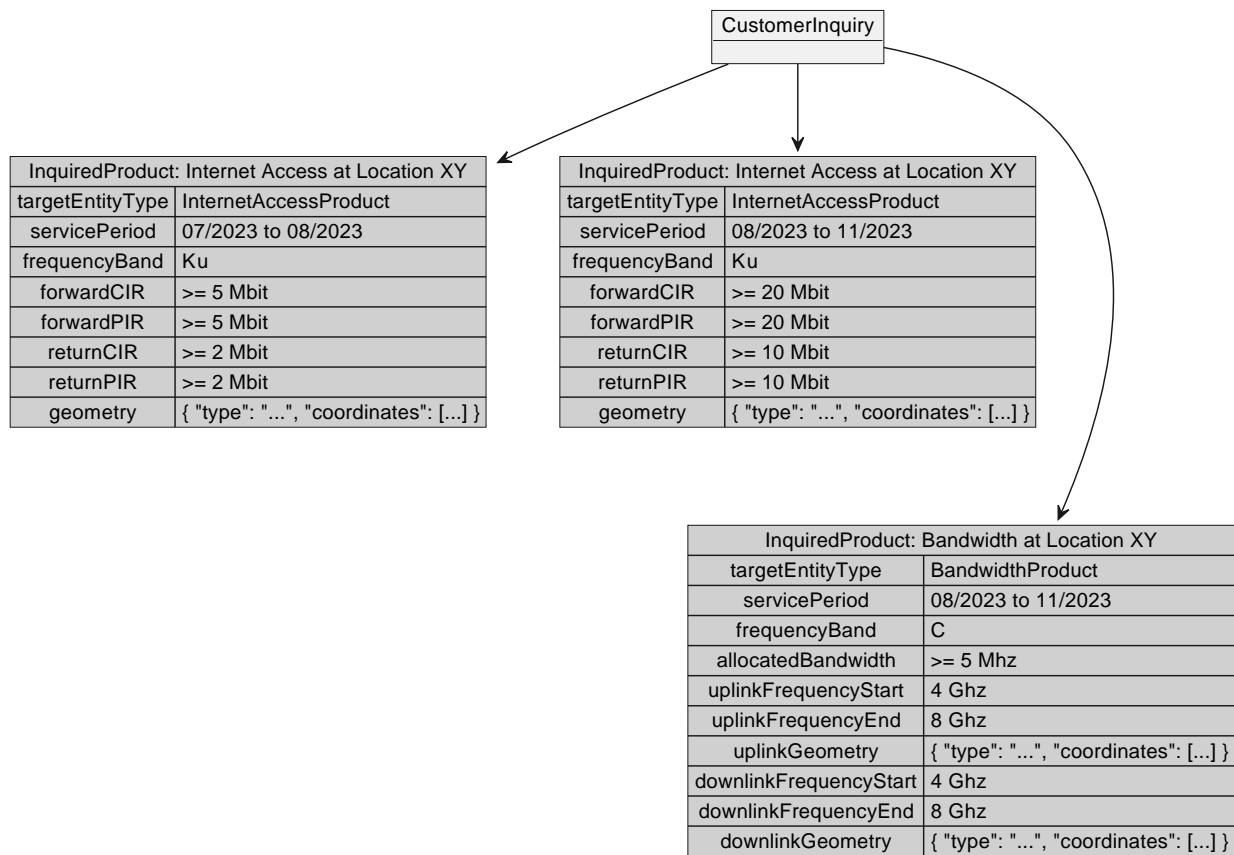 CustomerInquiry
InquiredProduct: Internet Access at Location XY
targetEntityType InternetAccessProduct
servicePeriod 07/2023 to 08/2023
frequencyBand Ku
forwardCIR >= 5 Mbit
forwardPIR >= 5 Mbit
returnCIR >= 2 Mbit
returnPIR >= 2 Mbit
geometry { "type": "...", "coordinates": [...] }
InquiredProduct: Internet Access at Location XY
targetEntityType InternetAccessProduct
servicePeriod 08/2023 to 11/2023
frequencyBand Ku
forwardCIR >= 20 Mbit
forwardPIR >= 20 Mbit
returnCIR >= 10 Mbit
returnPIR >= 10 Mbit
geometry { "type": "...", "coordinates": [...] }
InquiredProduct: Bandwidth at Location XY
targetEntityType BandwidthProduct
servicePeriod 08/2023 to 11/2023
frequencyBand C
allocatedBandwidth >= 5 Mhz
uplinkFrequencyStart 4 Ghz
uplinkFrequencyEnd 8 Ghz
uplinkGeometry { "type": "...", "coordinates": [...] }
downlinkFrequencyStart 4 Ghz
downlinkFrequencyEnd 8 Ghz
downlinkGeometry { "type": "...", "coordinates": [...] }